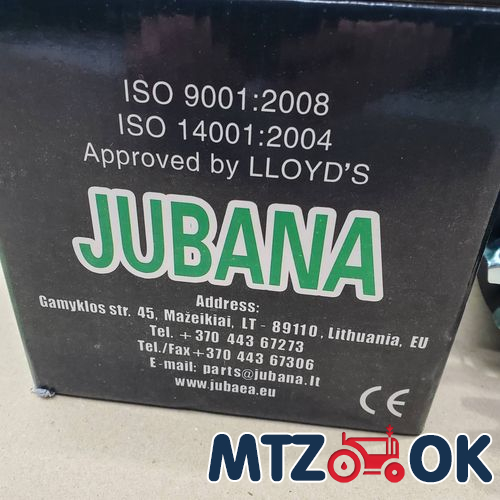 ISO 9001:2008
ISO 14001:2004
Approved by LLOYD'S
JUBANA
Address:
Gamyklos str. 45, Mažeikiai, LT - 89110, Lithuania, EU
Tel. +370 443 67273
Tel./Fax+370 443 67306
E-mail: parts@jubana.lt
www.jubaea.eu
CE
MTZ OK